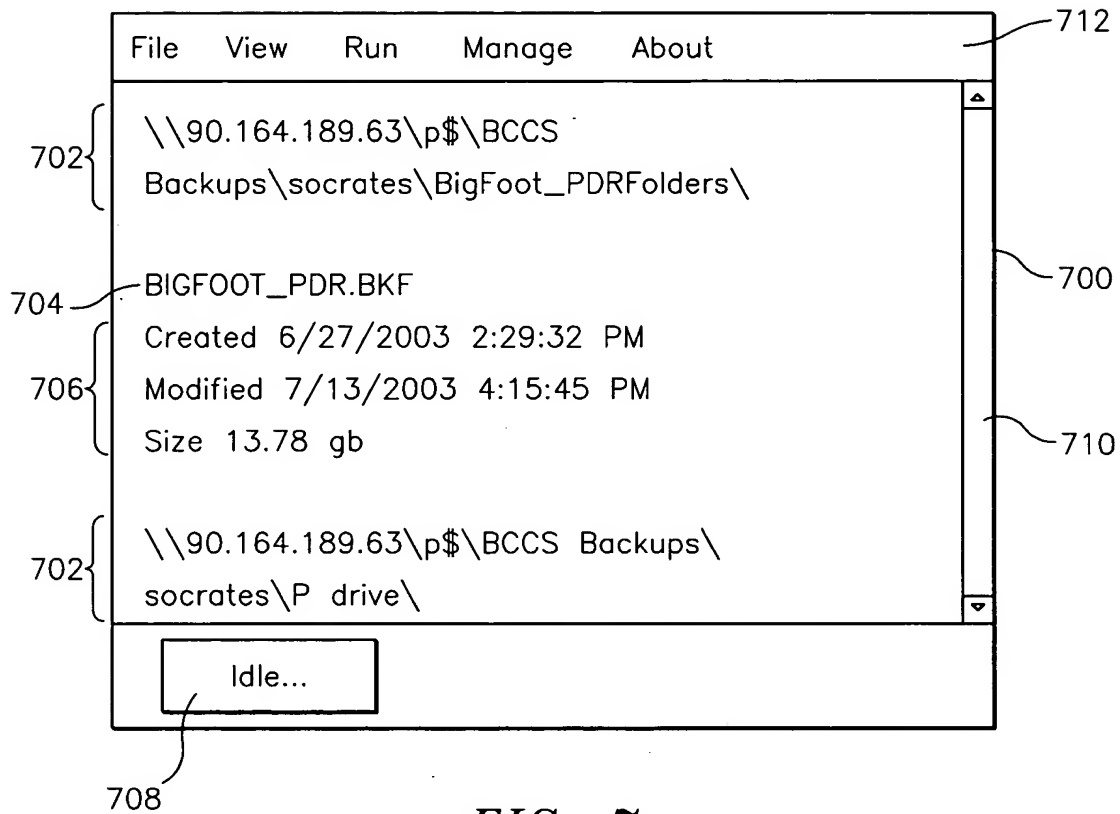 File View Run Manage About
712
702
\\90.164.189.63\p$\BCCS
Backups\socrates\BigFoot_PDRFolders\
700
704
BIGFOOT_PDR.BKF
706
Created 6/27/2003 2:29:32 PM
Modified 7/13/2003 4:15:45 PM
Size 13.78 gb
710
702
\\90.164.189.63\p$\BCCS Backups\
socrates\P drive\
Idle...
708